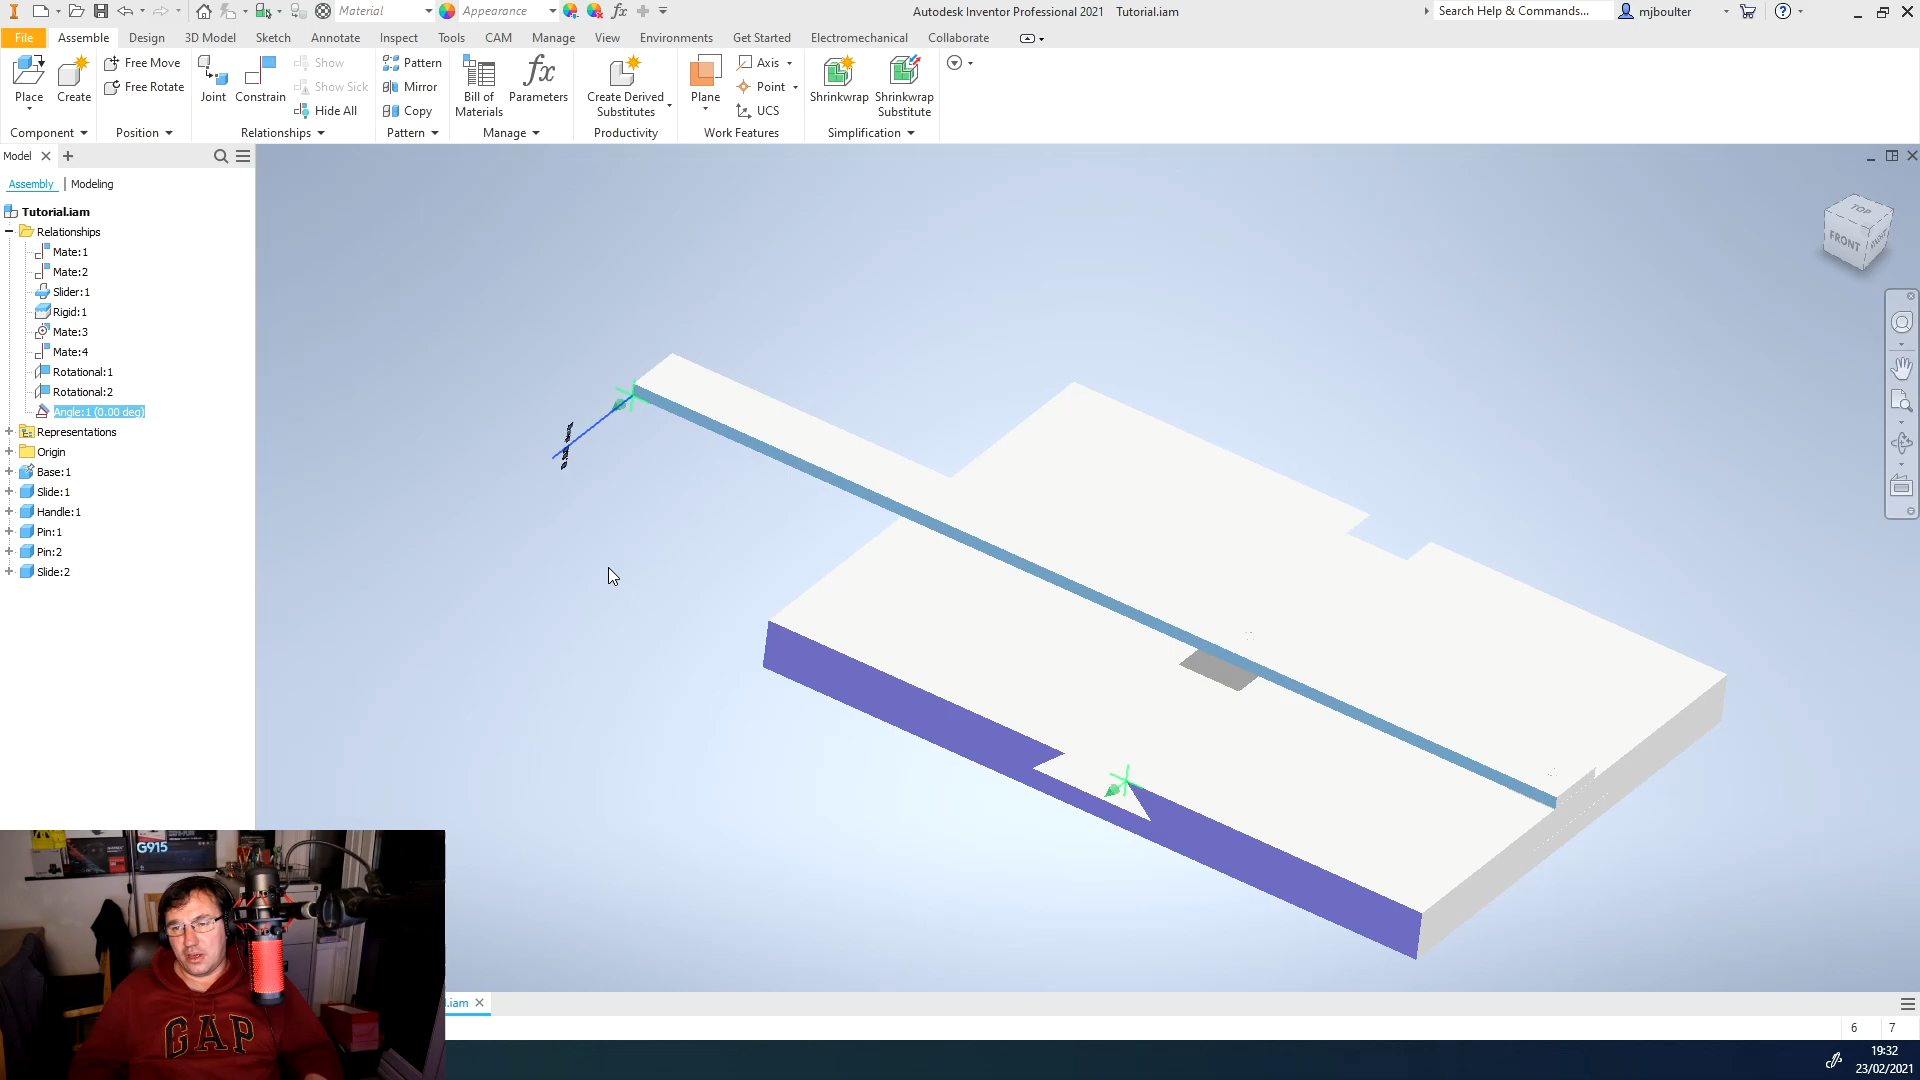 Material
Appearance
fx
Autodesk Inventor Professional 2021 Tutorial.iam
Search Help & Commands...
mjboulter
File
Assemble
Design
3D Model
Sketch
Annotate
Inspect
Tools
CAM
Manage
View
Environments
Get Started
Electromechanical
Collaborate
Place
Create
Free Move
Free Rotate
Joint
Constrain
Show
Show Sick
Hide All
Pattern
Mirror
Copy
Bill of
Materials
fx
Parameters
Create Derived
Substitutes
Plane
Axis
Point
UCS
Shrinkwrap
Shrinkwrap
Substitute
Component
Position
Relationships
Pattern
Manage
Productivity
Work Features
Simplification
Model
Assembly | Modeling
Tutorial.iam
Relationships
Mate:1
Mate:2
Slider:1
Rigid:1
Mate:3
Mate:4
Rotational:1
Rotational:2
Angle:1 (0.00 deg)
Representations
Origin
Base:1
Slide:1
Handle:1
Pin:1
Pin:2
Slide:2
TOP
FRONT
RIGHT
G915
GAP
.iam
6 7
19:32
23/02/2021